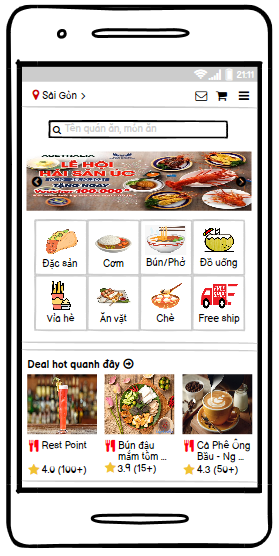 21:11
Sài Gòn >
Tên quán ăn, món ăn
AUSTRALIA
LỄ HỘI
HẢI SẢN ÚC
TẶNG NGAY
Voucher 100.000
Đặc sản
Cơm
Bún/Phở
Đồ uống
Vỉa hè
Ăn vặt
Chè
Free ship
Deal hot quanh đây
Rest Point
Bún đậu
mắm tôm ...
Cà Phê Ông
Bầu - Ng ...
4.0 (100+)
3.9 (15+)
4.3 (50+)